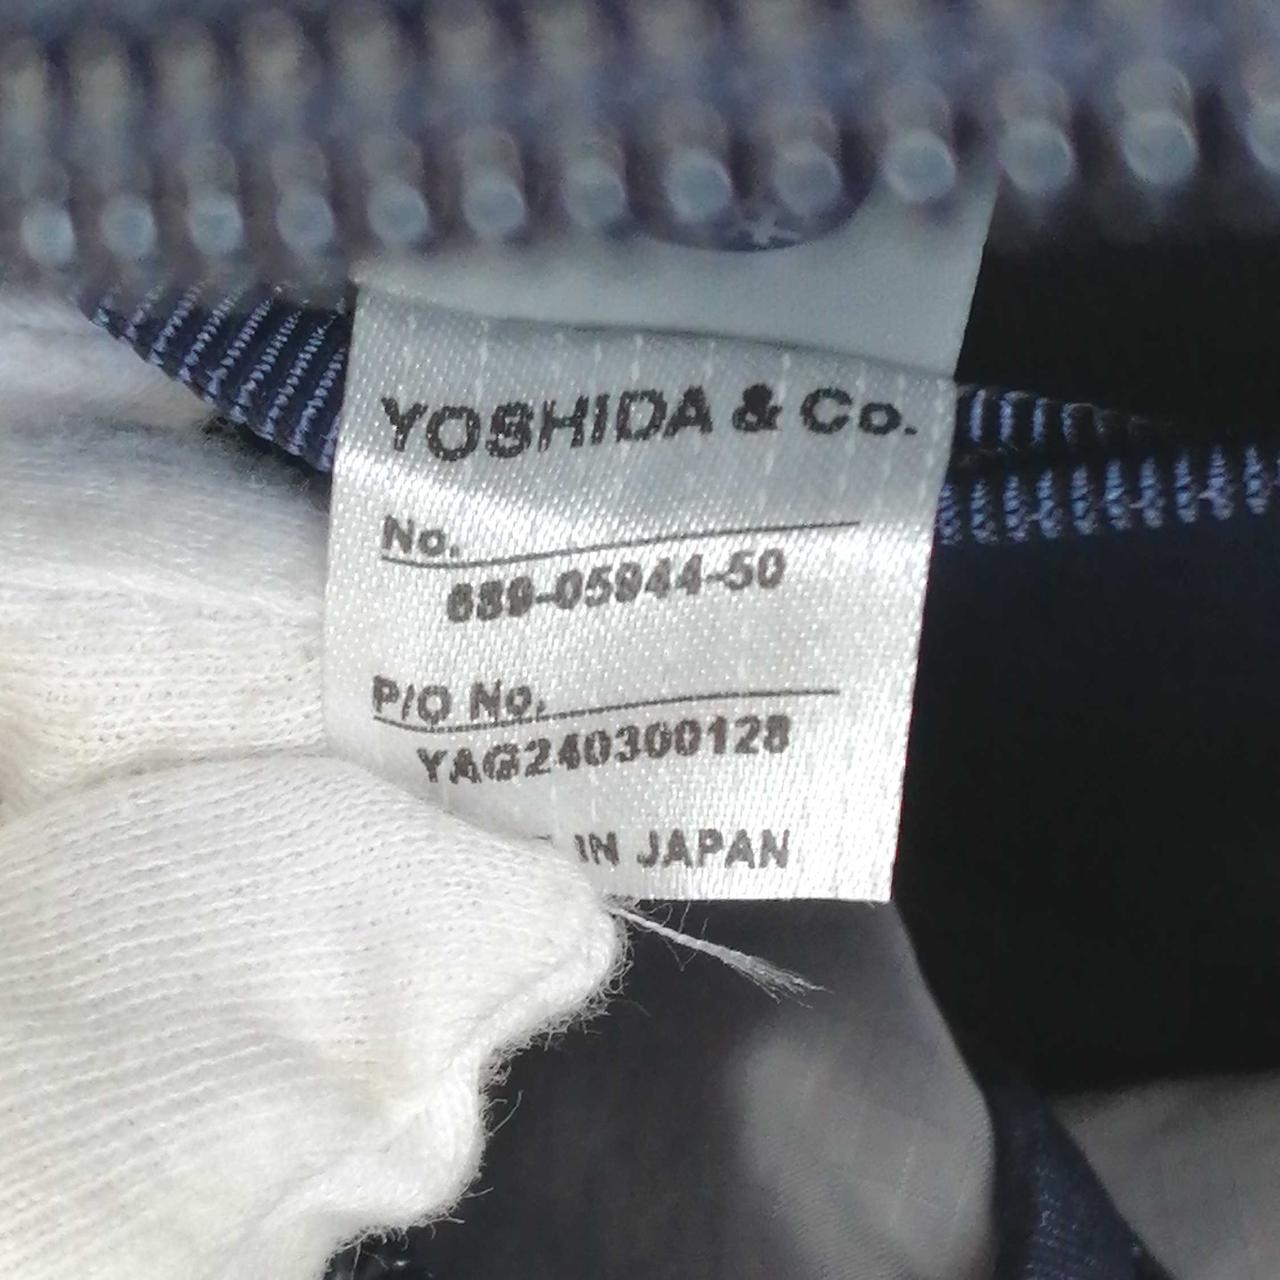 YOSHIDA & Co.
No.
689-05944-50
P/O No.
YAG240300128
IN JAPAN